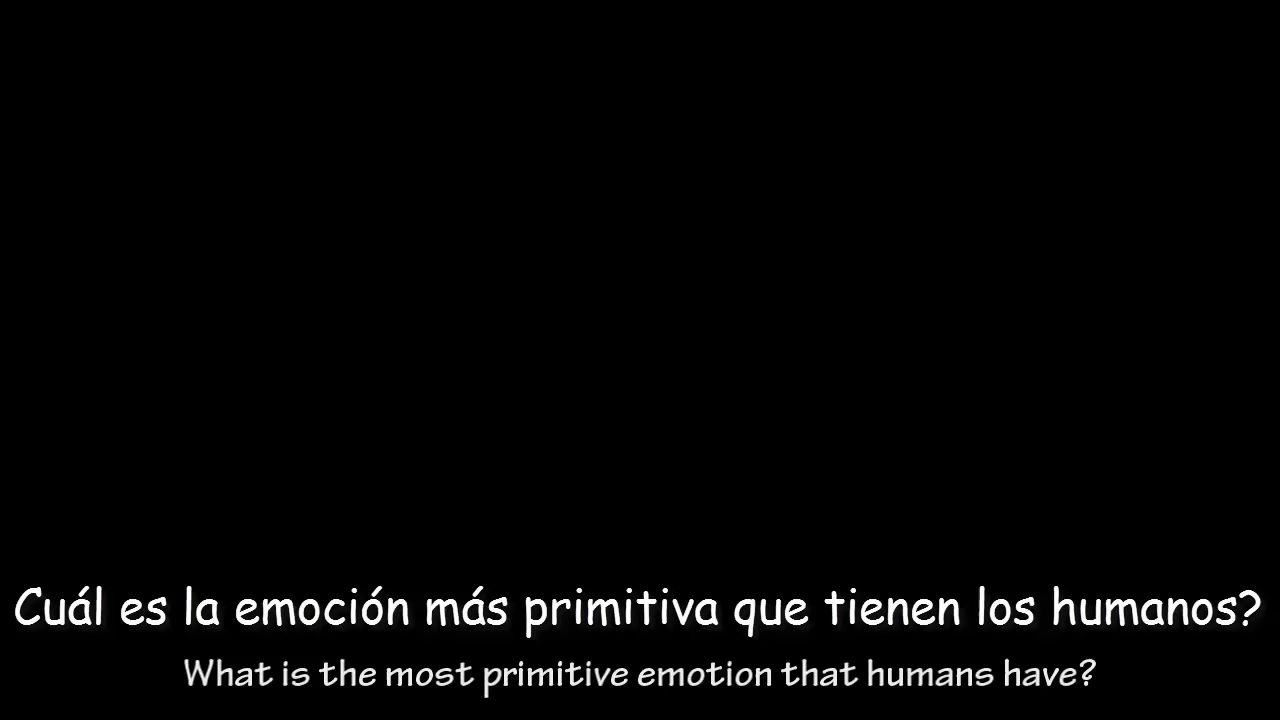 Cuál es la emoción más primitiva que tienen los humanos?
What is the most primitive emotion that humans have?